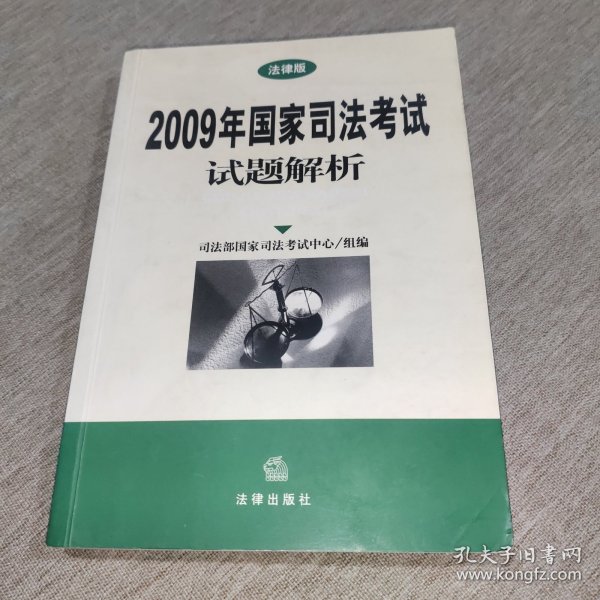 法律版
2009年国家司法考试
试题解析
司法部国家司法考试中心/组编
法律出版社
孔夫子旧书网
www.kongfz.com